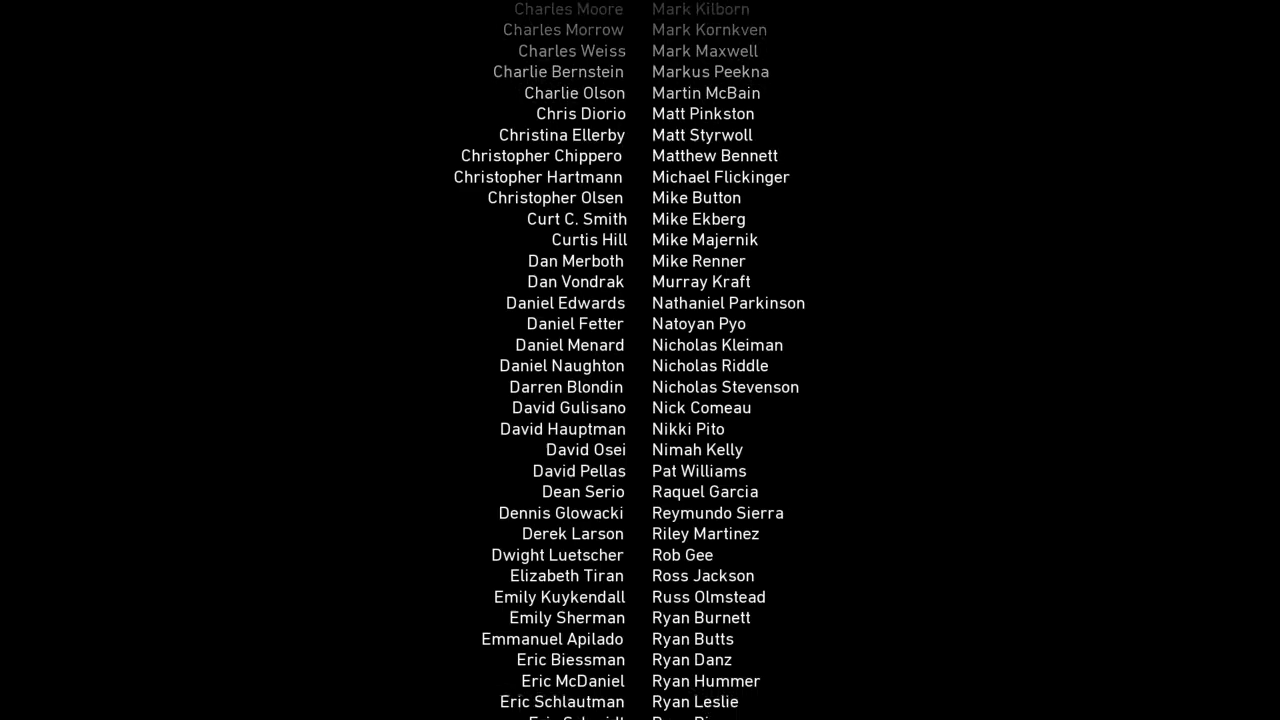 Charles Moore Mark Kilborn
Charles Morrow Mark Kornkven
Charles Weiss Mark Maxwell
Charlie Bernstein Markus Peekna
Charlie Olson Martin McBain
Chris Diorio Matt Pinkston
Christina Ellerby Matt Styrwoll
Christopher Chippero Matthew Bennett
Christopher Hartmann Michael Flickinger
Christopher Olsen Mike Button
Curt C. Smith Mike Ekberg
Curtis Hill Mike Majernik
Dan Merboth Mike Renner
Dan Vondrak Murray Kraft
Daniel Edwards Nathaniel Parkinson
Daniel Fetter Natoyan Pyo
Daniel Menard Nicholas Kleiman
Daniel Naughton Nicholas Riddle
Darren Blondin Nicholas Stevenson
David Gulisano Nick Comeau
David Hauptman Nikki Pito
David Osei Nimah Kelly
David Pellas Pat Williams
Dean Serio Raquel Garcia
Dennis Glowacki Reymundo Sierra
Derek Larson Riley Martinez
Dwight Luetscher Rob Gee
Elizabeth Tiran Ross Jackson
Emily Kuykendall Russ Olmstead
Emily Sherman Ryan Burnett
Emmanuel Apilado Ryan Butts
Eric Biessman Ryan Danz
Eric McDaniel Ryan Hummer
Eric Schlautman Ryan Leslie